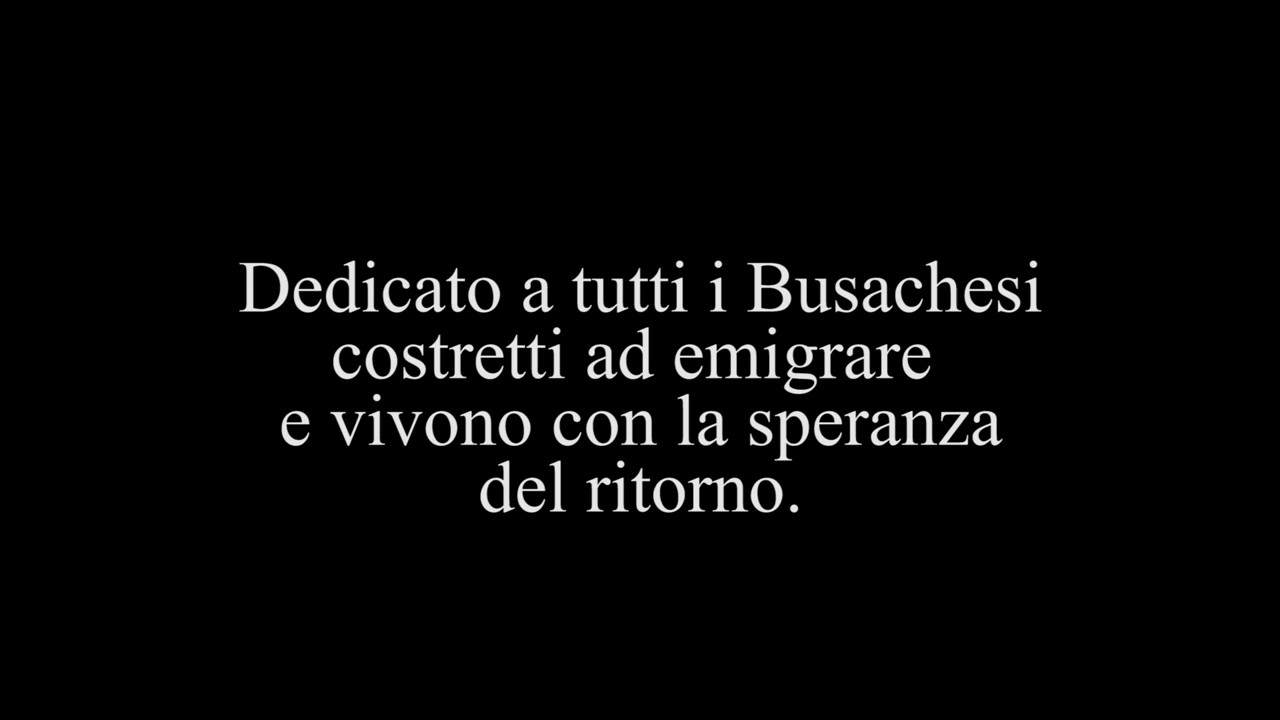 Dedicato a tutti i Busachesi
costretti ad emigrare
e vivono con la speranza
del ritorno.